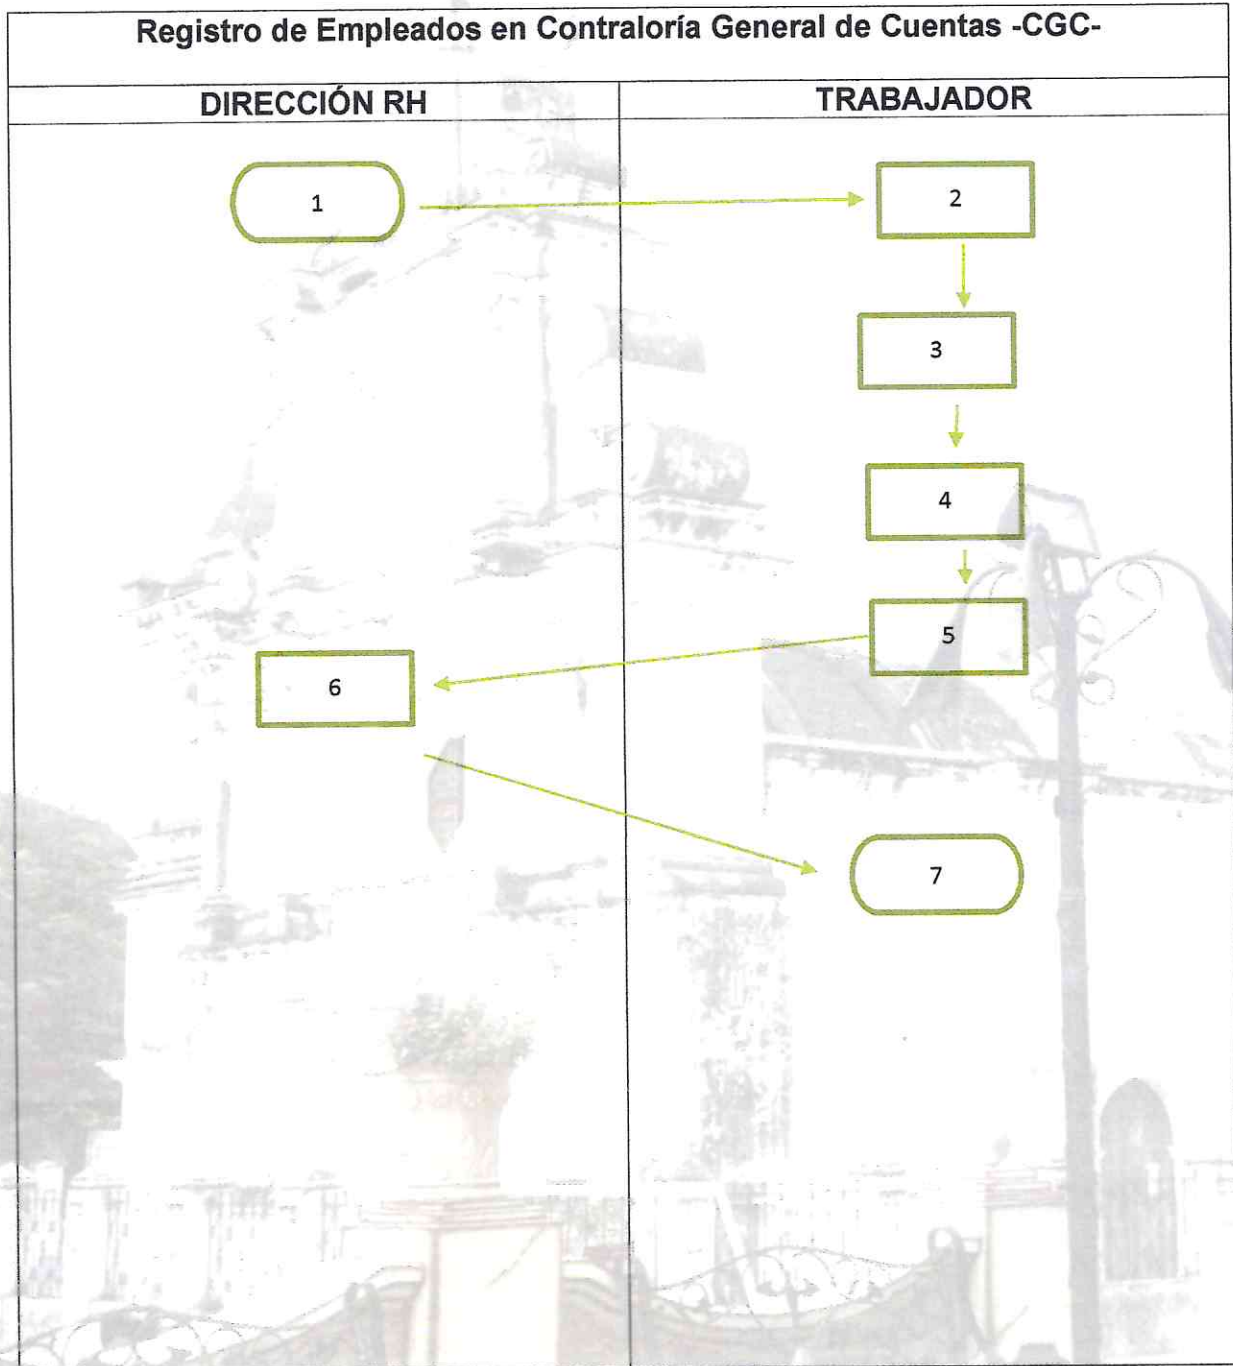 Registro de Empleados en Contraloría General de Cuentas -CGC-
DIRECCIÓN RH
TRABAJADOR
1
2
3
4
5
6
7